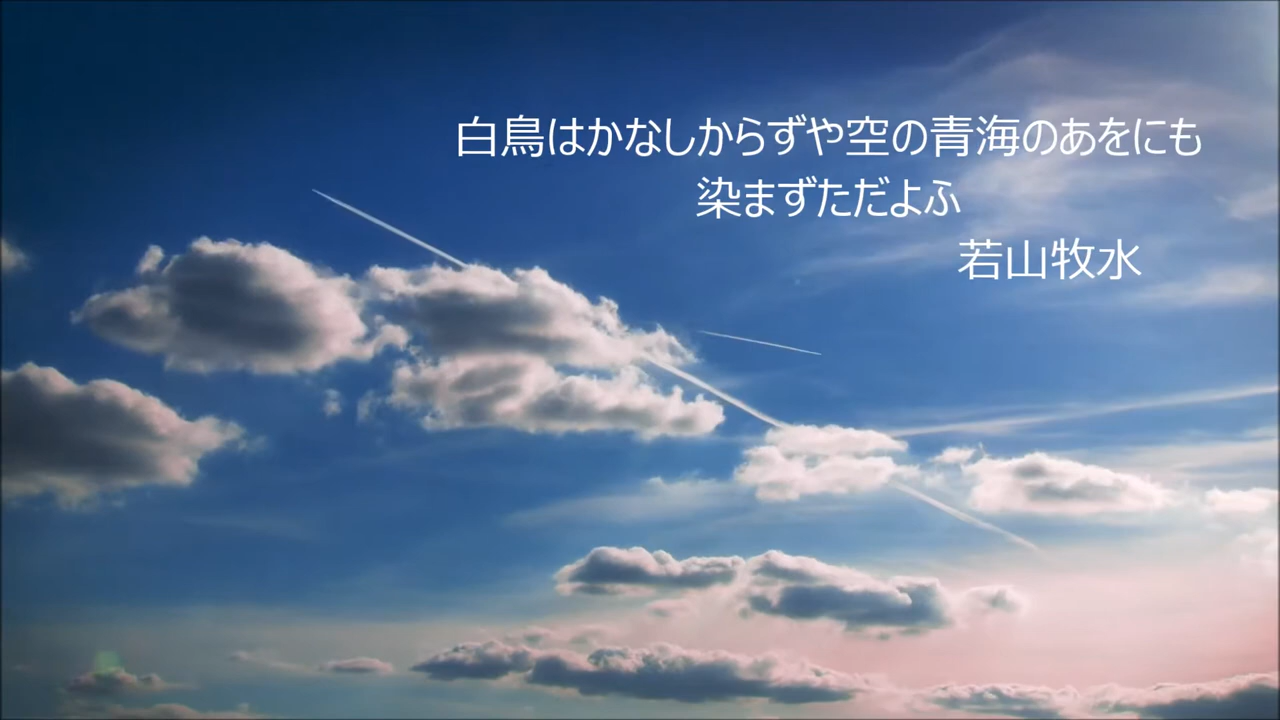 白鳥はかなしからずや空の青海のあをにも
染まずただよふ
若山牧水